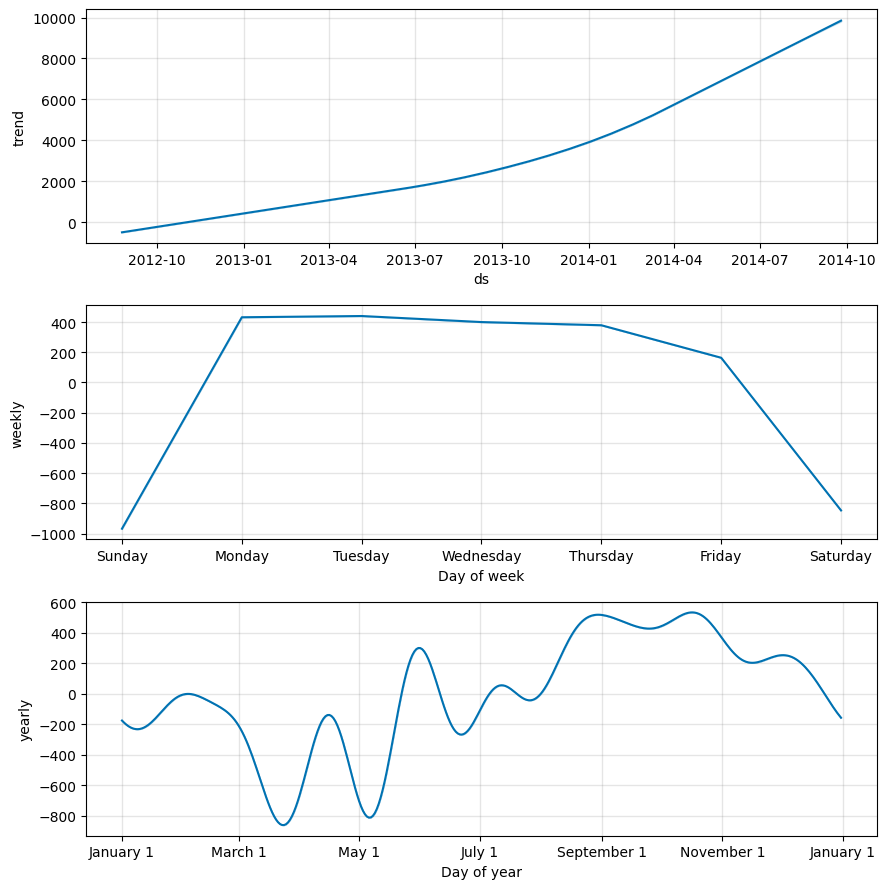 10000
8000
6000
4000
2000
0
trend
2012-10 2013-01 2013-04 2013-07 2013-10 2014-01 2014-04 2014-07 2014-10
ds
400
200
0
−200
−400
−600
−800
−1000
weekly
Sunday Monday Tuesday Wednesday Thursday Friday Saturday
Day of week
600
400
200
0
−200
−400
−600
−800
yearly
January 1 March 1 May 1 July 1 September 1 November 1 January 1
Day of year